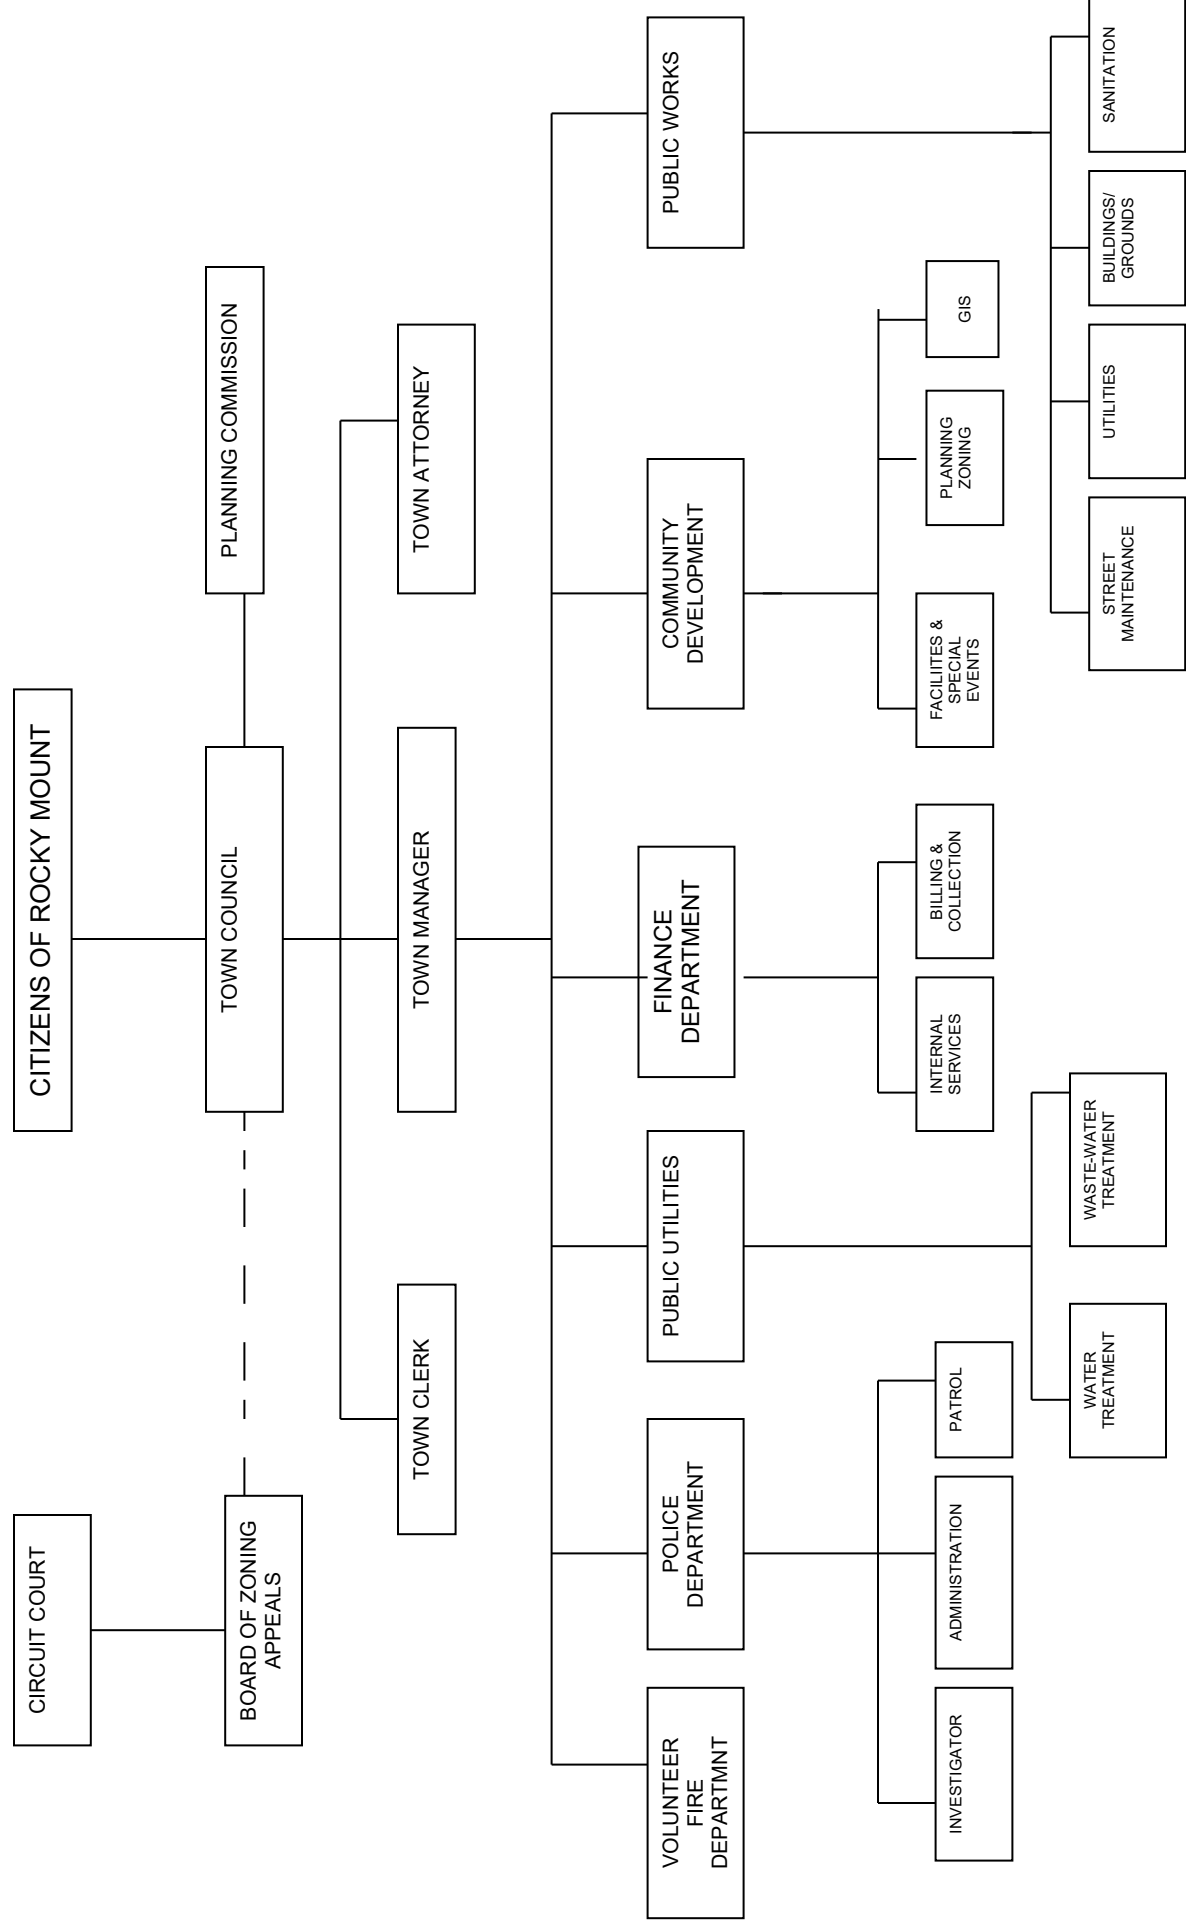 CIRCUIT COURT
CITIZENS OF ROCKY MOUNT
BOARD OF ZONING
APPEALS
TOWN COUNCIL
PLANNING COMMISSION
TOWN CLERK
TOWN MANAGER
TOWN ATTORNEY
VOLUNTEER
FIRE
DEPARTMNT
POLICE
DEPARTMENT
PUBLIC UTILITIES
FINANCE
DEPARTMENT
COMMUNITY
DEVELOPMENT
PUBLIC WORKS
INVESTIGATOR
ADMINISTRATION
PATROL
WATER
TREATMENT
WASTE-WATER
TREATMENT
INTERNAL
SERVICES
BILLING &
COLLECTION
FACILIITES &
SPECIAL
EVENTS
PLANNING
ZONING
GIS
STREET
MAINTENANCE
UTILITIES
BUILDINGS/
GROUNDS
SANITATION